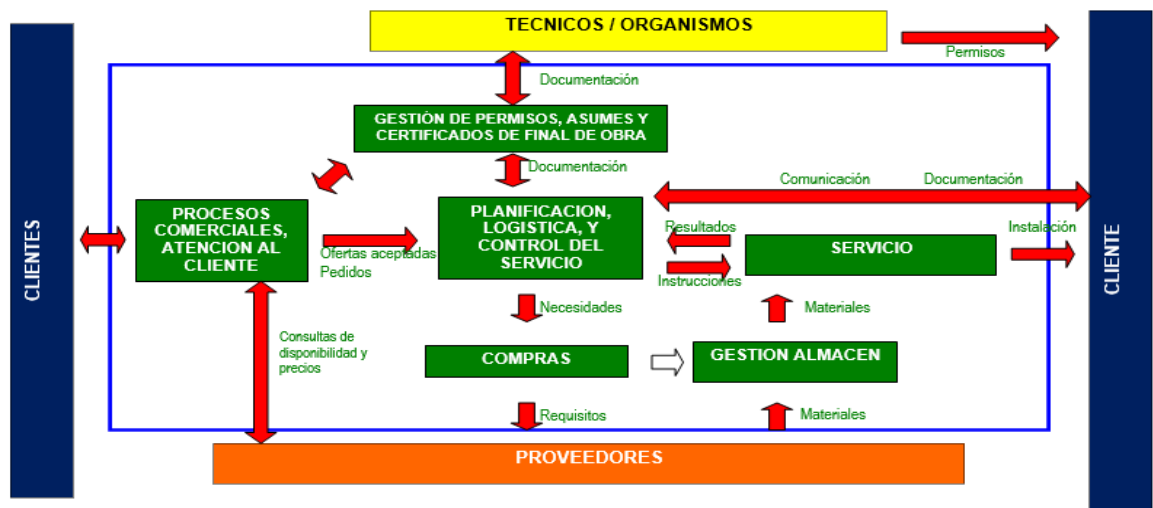 TECNICOS / ORGANISMOS
Permisos
Documentación
GESTIÓN DE PERMISOS, ASUMES Y
CERTIFICADOS DE FINAL DE OBRA
Documentación
Comunicación
Documentación
CLIENTES
PROCESOS
COMERCIALES,
ATENCION AL
CLIENTE
Ofertas aceptadas
Pedidos
PLANIFICACION,
LOGISTICA, Y
CONTROL DEL
SERVICIO
Resultados
Instrucciones
SERVICIO
Instalación
CLIENTE
Necesidades
Materiales
Consultas de
disponibilidad y
precios
COMPRAS
GESTION ALMACEN
Requisitos
Materiales
PROVEEDORES